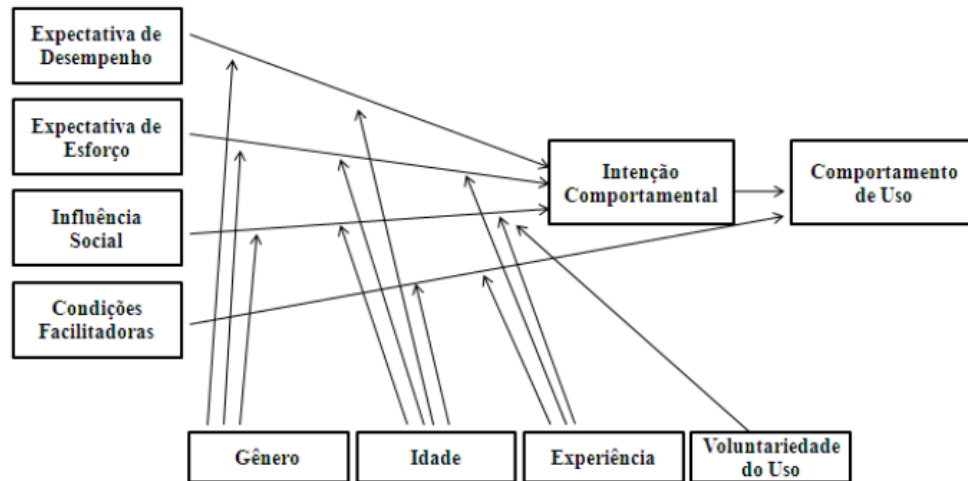 Expectativa de
Desempenho
Expectativa de
Esforço
Influência
Social
Condições
Facilitadoras
Intenção
Comportamental
Comportamento
de Uso
Gênero
Idade
Experiência
Voluntariedade
do Uso